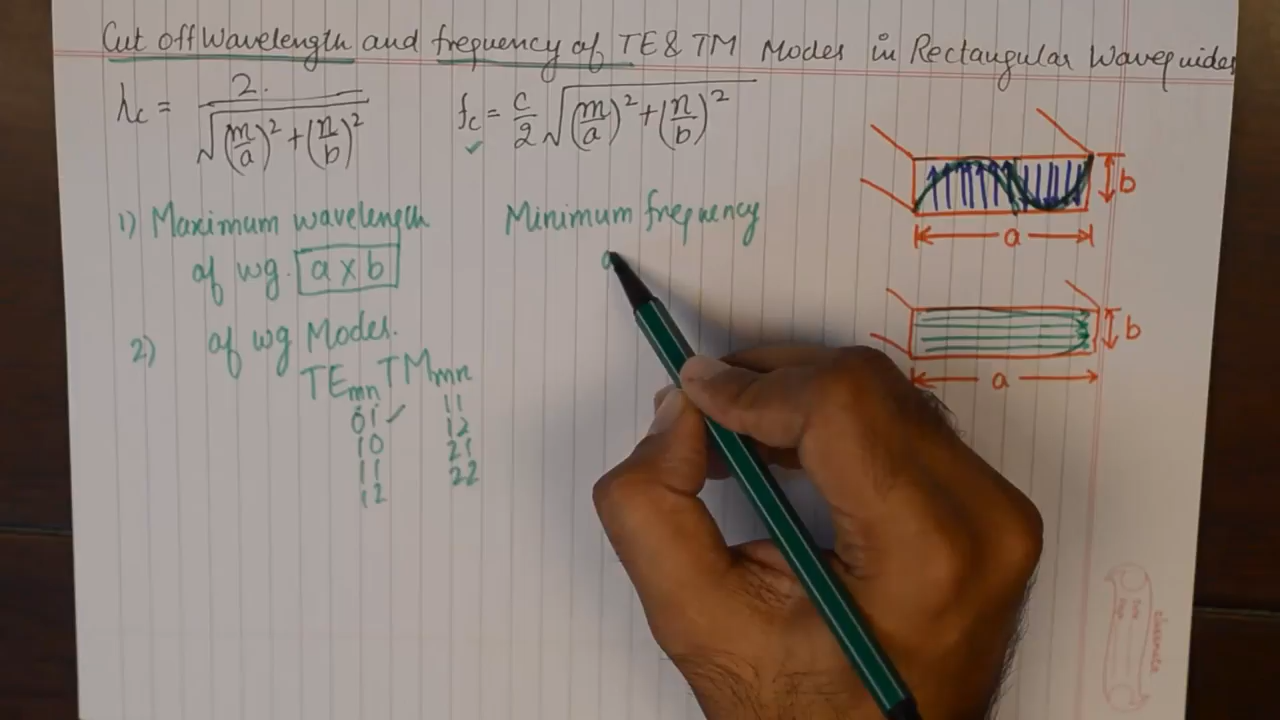 Cut off Wavelength and frequency of TE & TM Modes in Rectangular Waveguides
λc = 2 / √((m/a)² + (n/b)²)
fc = c/2 √((m/a)² + (n/b)²)
1) Maximum wavelength
of wg. a x b
Minimum frequency
2) of wg Modes.
TEmn TMmn
01 ✓ 11
10 12
11 21
12 22
b
a
b
a